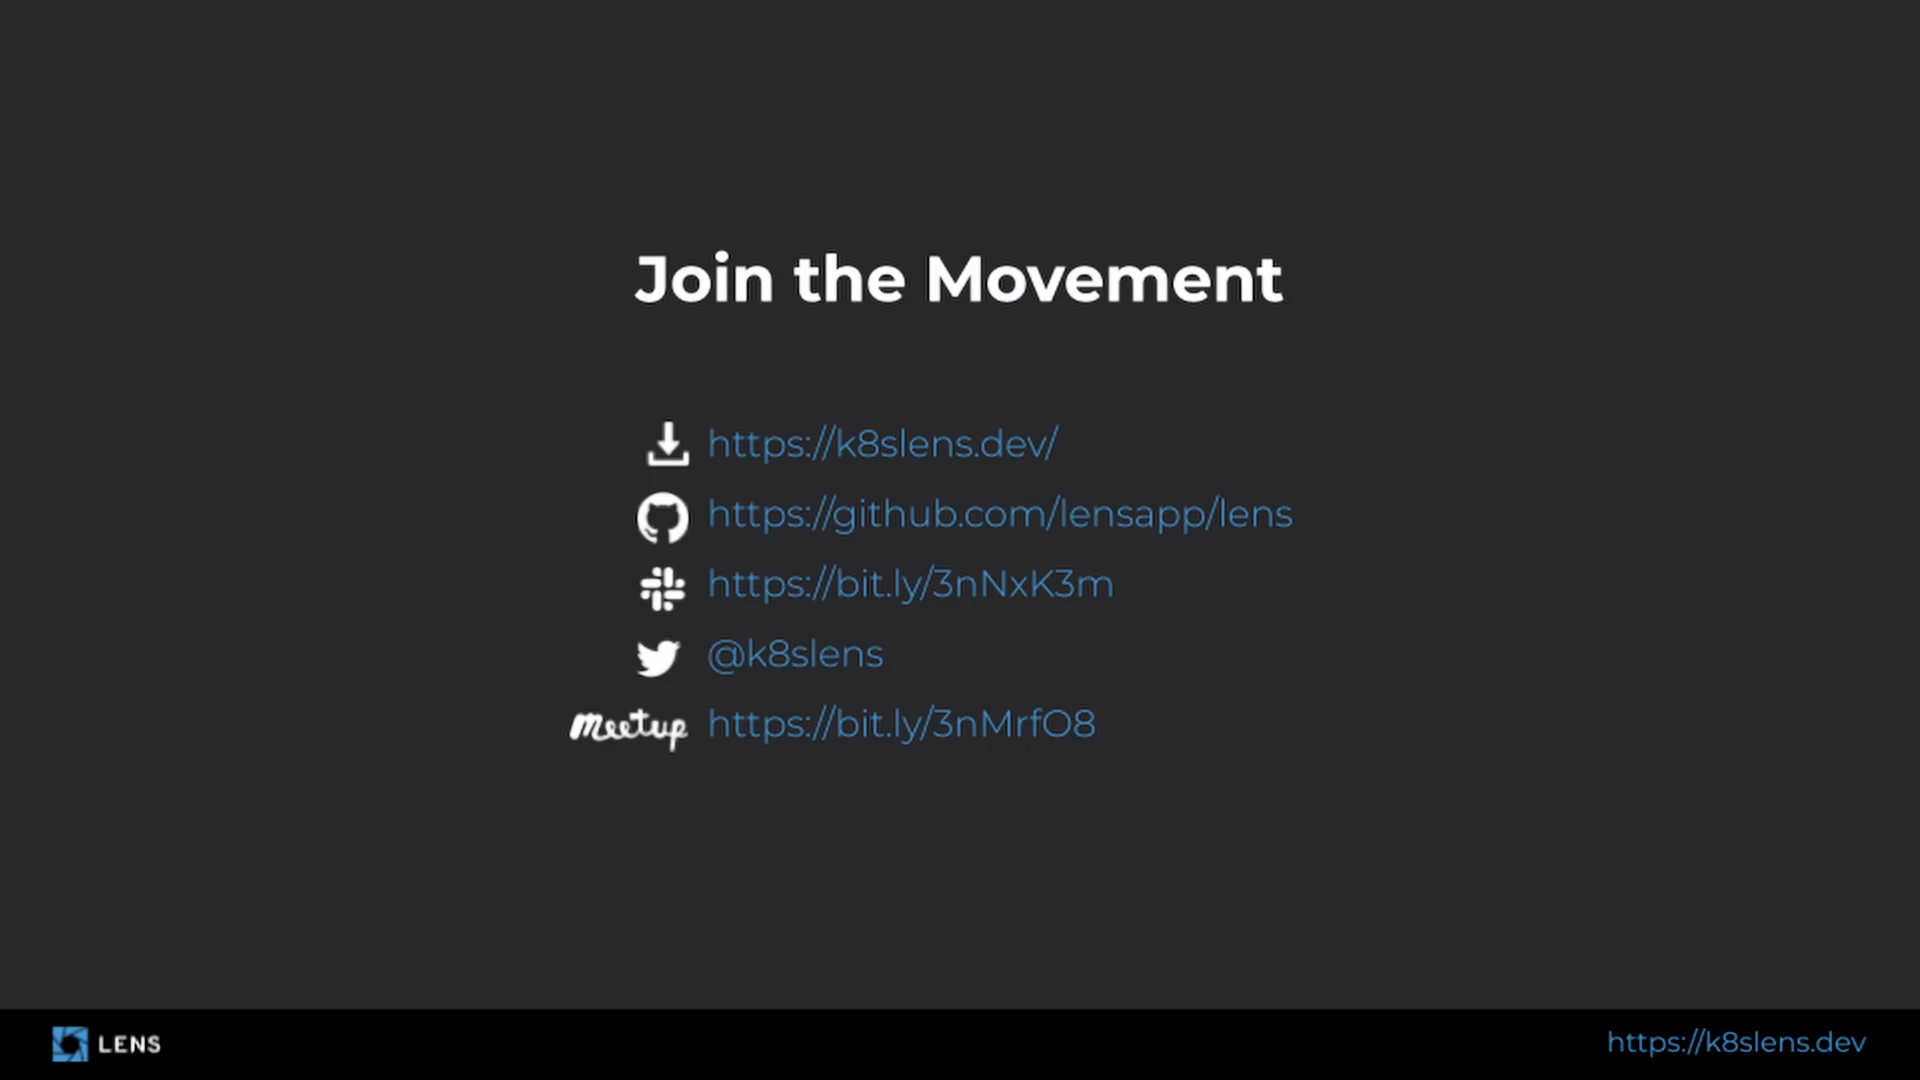 Join the Movement
https://k8slens.dev/
https://github.com/lensapp/lens
https://bit.ly/3nNxK3m
@k8slens
meetup https://bit.ly/3nMrfO8
LENS
https://k8slens.dev